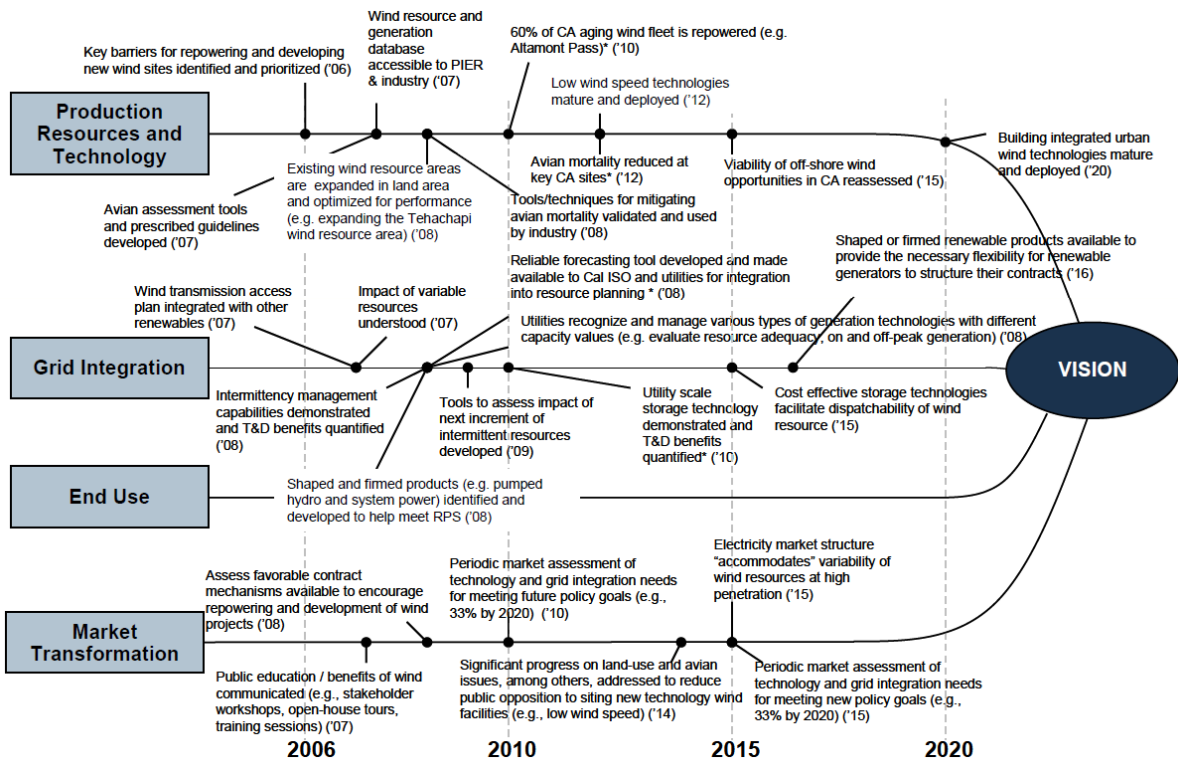 Key barriers for repowering and developing
new wind sites identified and prioritized ('06)
Wind resource and
generation
database
accessible to PIER
& industry ('07)
60% of CA aging wind fleet is repowered (e.g.
Altamont Pass)* ('10)
Low wind speed technologies
mature and deployed ('12)
Production
Resources and
Technology
Building integrated urban
wind technologies mature
and deployed ('20)
Avian assessment tools
and prescribed guidelines
developed ('07)
Existing wind resource areas
are expanded in land area
and optimized for performance
(e.g. expanding the Tehachapi
wind resource area) ('08)
Avian mortality reduced at
key CA sites* ('12)
Tools/techniques for mitigating
avian mortality validated and used
by industry ('08)
Viability of off-shore wind
opportunities in CA reassessed ('15)
Shaped or firmed renewable products available to
provide the necessary flexibility for renewable
generators to structure their contracts ('16)
Wind transmission access
plan integrated with other
renewables ('07)
Impact of variable
resources
understood ('07)
Reliable forecasting tool developed and made
available to Cal ISO and utilities for integration
into resource planning * ('08)
Utilities recognize and manage various types of generation technologies with different
capacity values (e.g. evaluate resource adequacy, on and off-peak generation) ('08)
Grid Integration
VISION
Intermittency management
capabilities demonstrated
and T&D benefits quantified
('08)
Tools to assess impact of
next increment of
intermittent resources
developed ('09)
Utility scale
storage technology
demonstrated and
T&D benefits
quantified* ('10)
Cost effective storage technologies
facilitate dispatchability of wind
resource ('15)
End Use
Shaped and firmed products (e.g. pumped
hydro and system power) identified and
developed to help meet RPS ('08)
Assess favorable contract
mechanisms available to encourage
repowering and development of wind
projects ('08)
Periodic market assessment of
technology and grid integration needs
for meeting future policy goals (e.g.,
33% by 2020) ('10)
Electricity market structure
"accommodates" variability of
wind resources at high
penetration ('15)
Market
Transformation
Public education / benefits of wind
communicated (e.g., stakeholder
workshops, open-house tours,
training sessions) ('07)
Significant progress on land-use and avian
issues, among others, addressed to reduce
public opposition to siting new technology wind
facilities (e.g., low wind speed) ('14)
Periodic market assessment of
technology and grid integration needs
for meeting new policy goals (e.g.,
33% by 2020) ('15)
2006
2010
2015
2020